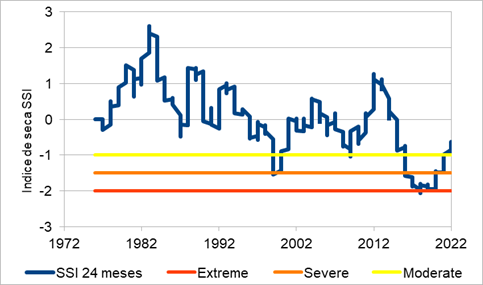 3
2
1
0
-1
-2
-3
Indice de seca SSI
1972 1982 1992 2002 2012 2022
SSI 24 meses Extreme Severe Moderate